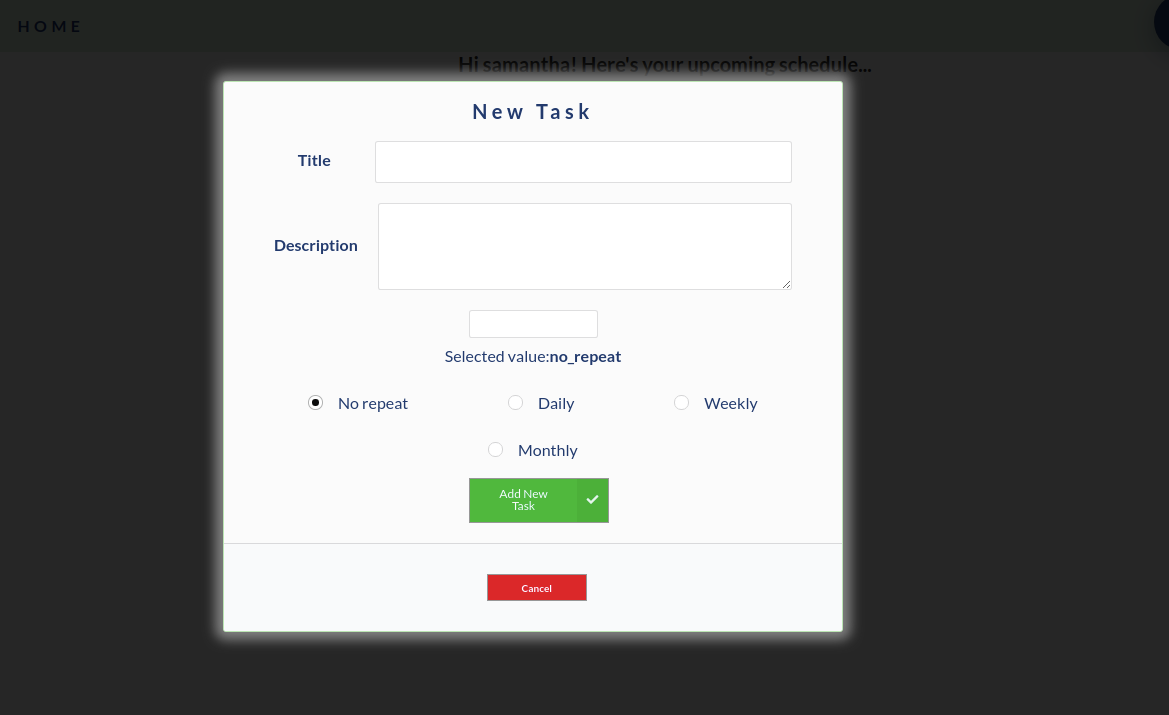 HOME
Hi samantha! Here's your upcoming schedule...
New Task
Title
Description
Selected value:no_repeat
No repeat
Daily
Weekly
Monthly
Add New
Task
Cancel